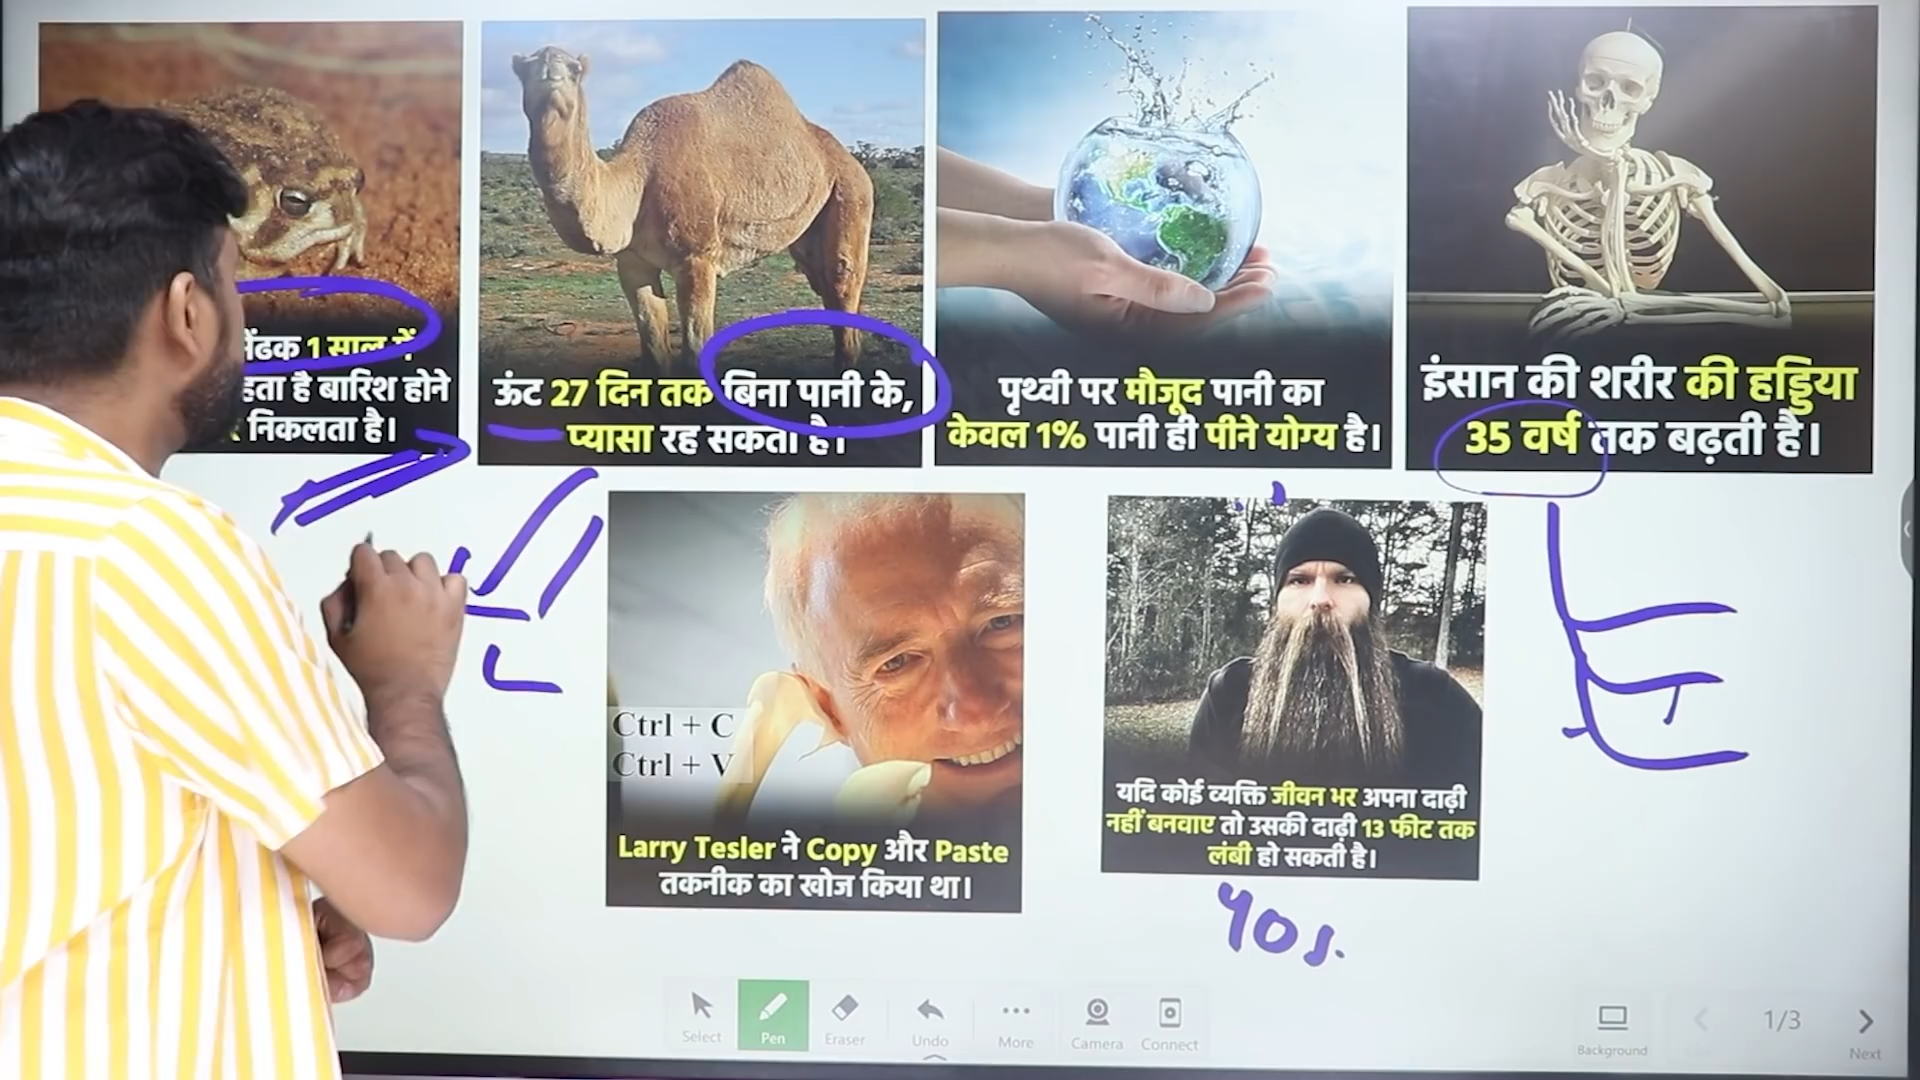 1 साल में
है बारिश होने
निकलता है।
ऊंट 27 दिन तक बिना पानी के,
प्यासा रह सकता है।
पृथ्वी पर मौजूद पानी का
केवल 1% पानी ही पीने योग्य है।
इंसान की शरीर की हड्डिया
35 वर्ष तक बढ़ती है।
Ctrl + C
Ctrl + V
Larry Tesler ने Copy और Paste
तकनीक का खोज किया था।
यदि कोई व्यक्ति जीवन भर अपना दाढ़ी
नहीं बनवाए तो उसकी दाढ़ी 13 फीट तक
लंबी हो सकती है।
Select
Pen
Eraser
Undo
More
Camera
Connect
Background
1/3
Next